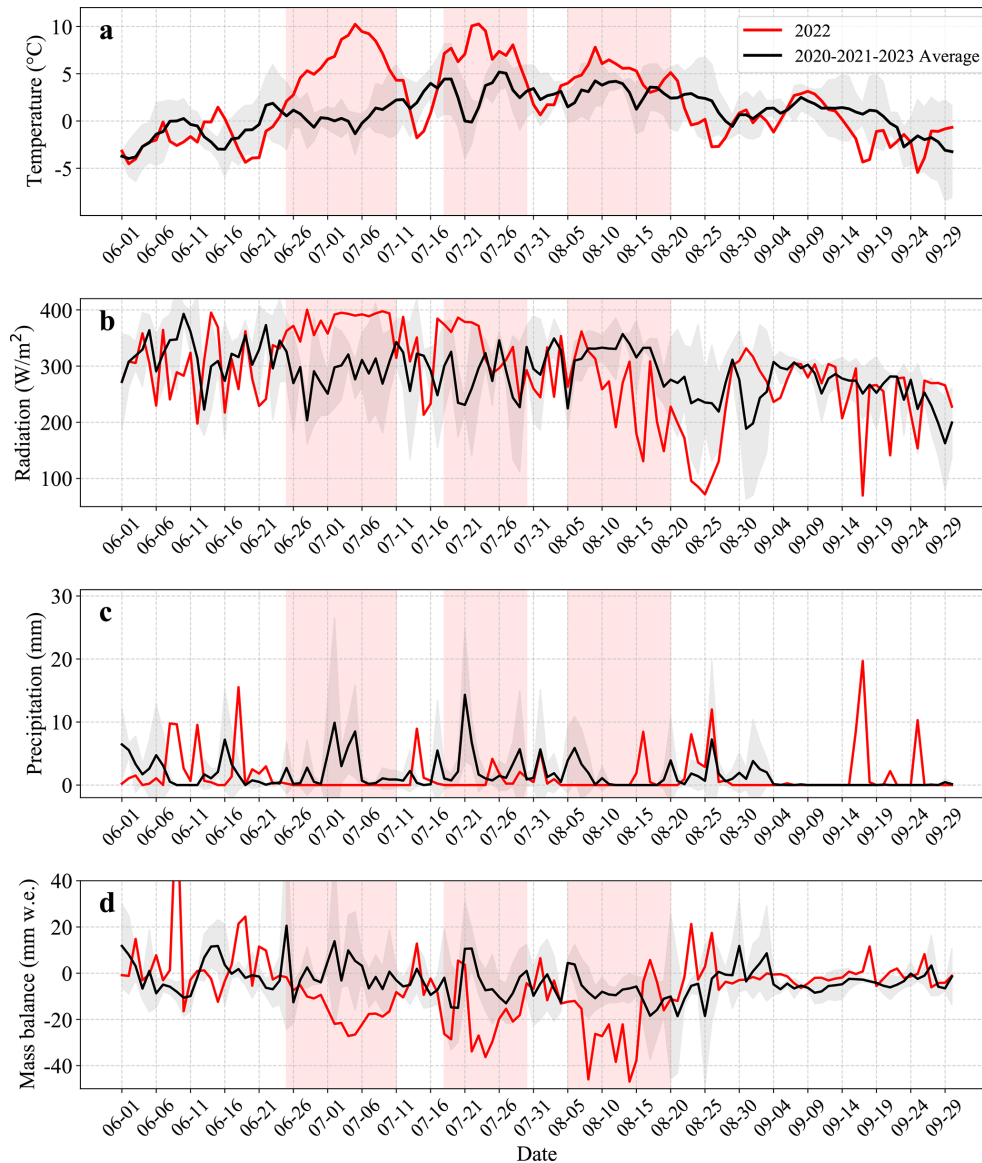 a
2022
2020-2021-2023 Average
Temperature (°C)
10
5
0
−5
06-01 06-06 06-11 06-16 06-21 06-26 07-01 07-06 07-11 07-16 07-21 07-26 07-31 08-05 08-10 08-15 08-20 08-25 08-30 09-04 09-09 09-14 09-19 09-24 09-29
b
Radiation (W/m²)
400
300
200
100
06-01 06-06 06-11 06-16 06-21 06-26 07-01 07-06 07-11 07-16 07-21 07-26 07-31 08-05 08-10 08-15 08-20 08-25 08-30 09-04 09-09 09-14 09-19 09-24 09-29
c
Precipitation (mm)
30
20
10
0
06-01 06-06 06-11 06-16 06-21 06-26 07-01 07-06 07-11 07-16 07-21 07-26 07-31 08-05 08-10 08-15 08-20 08-25 08-30 09-04 09-09 09-14 09-19 09-24 09-29
d
Mass balance (mm w.e.)
40
20
0
−20
−40
06-01 06-06 06-11 06-16 06-21 06-26 07-01 07-06 07-11 07-16 07-21 07-26 07-31 08-05 08-10 08-15 08-20 08-25 08-30 09-04 09-09 09-14 09-19 09-24 09-29
Date